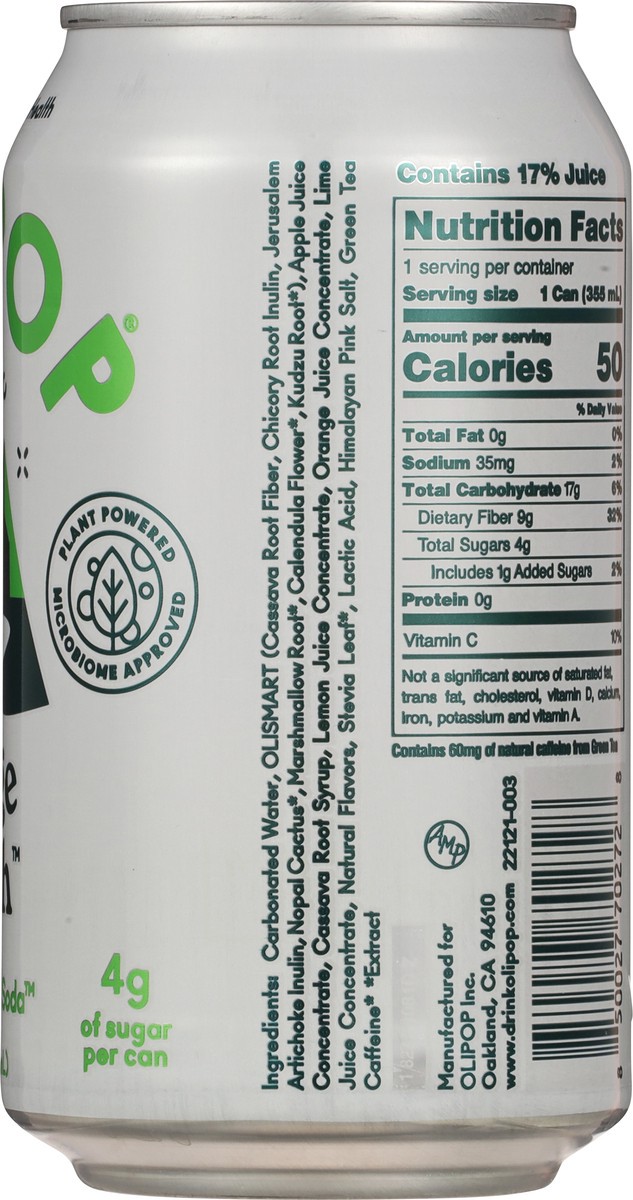 health
OP®
PLANT POWERED
MICROBIOME APPROVED
Soda™
4g
of sugar
per can
Ingredients: Carbonated Water, OLISMART (Cassava Root Fiber, Chicory Root Inulin, Jerusalem
Artichoke Inulin, Nopal Cactus*, Marshmallow Root*, Calendula Flower*, Kudzu Root*), Apple Juice
Concentrate, Cassava Root Syrup, Lemon Juice Concentrate, Orange Juice Concentrate, Lime
Juice Concentrate, Natural Flavors, Stevia Leaf*, Lactic Acid, Himalayan Pink Salt, Green Tea
Caffeine* *Extract
Contains 17% Juice
Nutrition Facts
1 serving per container
Serving size 1 Can (355 mL)
Amount per serving
Calories 50
% Daily Value
Total Fat 0g 0%
Sodium 35mg 2%
Total Carbohydrate 17g 6%
Dietary Fiber 9g 32%
Total Sugars 4g
Includes 1g Added Sugars 2%
Protein 0g
Vitamin C 10%
Not a significant source of saturated fat,
trans fat, cholesterol, vitamin D, calcium,
iron, potassium and vitamin A.
Contains 60mg of natural caffeine from Green Tea
AMP
Manufactured for
OLIPOP Inc.
Oakland, CA 94610
www.drinkolipop.com 22121-003
8 50027 70272 8